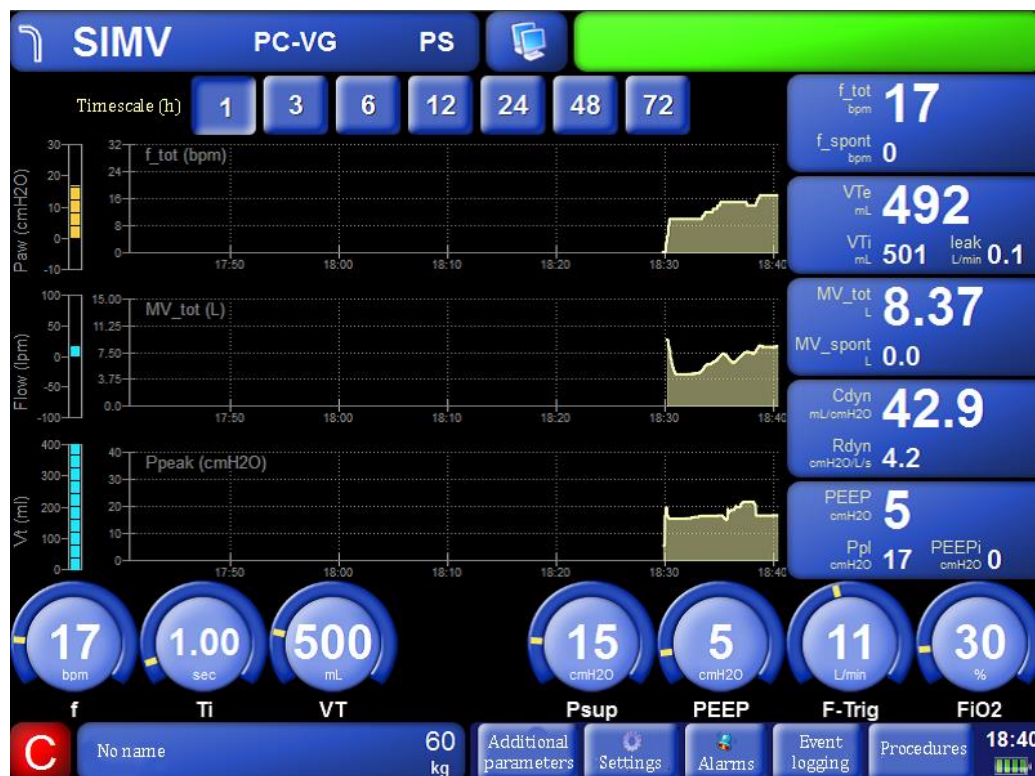 SIMV PC-VG PS
Timescale (h) 1 3 6 12 24 48 72
f_tot
bpm 17
f_spont
bpm 0
Paw (cmH2O)
30
20
10
0
-10
f_tot (bpm)
32
24
16
8
0
17:50 18:00 18:10 18:20 18:30 18:40
VTe
mL 492
VTi
mL 501
leak
L/min 0.1
Flow (lpm)
100
50
0
-50
-100
MV_tot (L)
15.00
11.25
7.50
3.75
0.0
17:50 18:00 18:10 18:20 18:30 18:40
MV_tot
L 8.37
MV_spont
L 0.0
Cdyn
mL/cmH2O 42.9
Rdyn
cmH2O/L/s 4.2
Vt (ml)
400
300
200
100
0
Ppeak (cmH2O)
40
30
20
10
0
17:50 18:00 18:10 18:20 18:30 18:40
PEEP
cmH2O 5
Ppl
cmH2O 17
PEEPi
cmH2O 0
17 1.00 500 15 5 11 30
bpm sec mL cmH2O cmH2O L/min %
f Ti VT Psup PEEP F-Trig FiO2
C
No name
60
kg
Additional
parameters
Settings
Alarms
Event
logging
Procedures
18:40